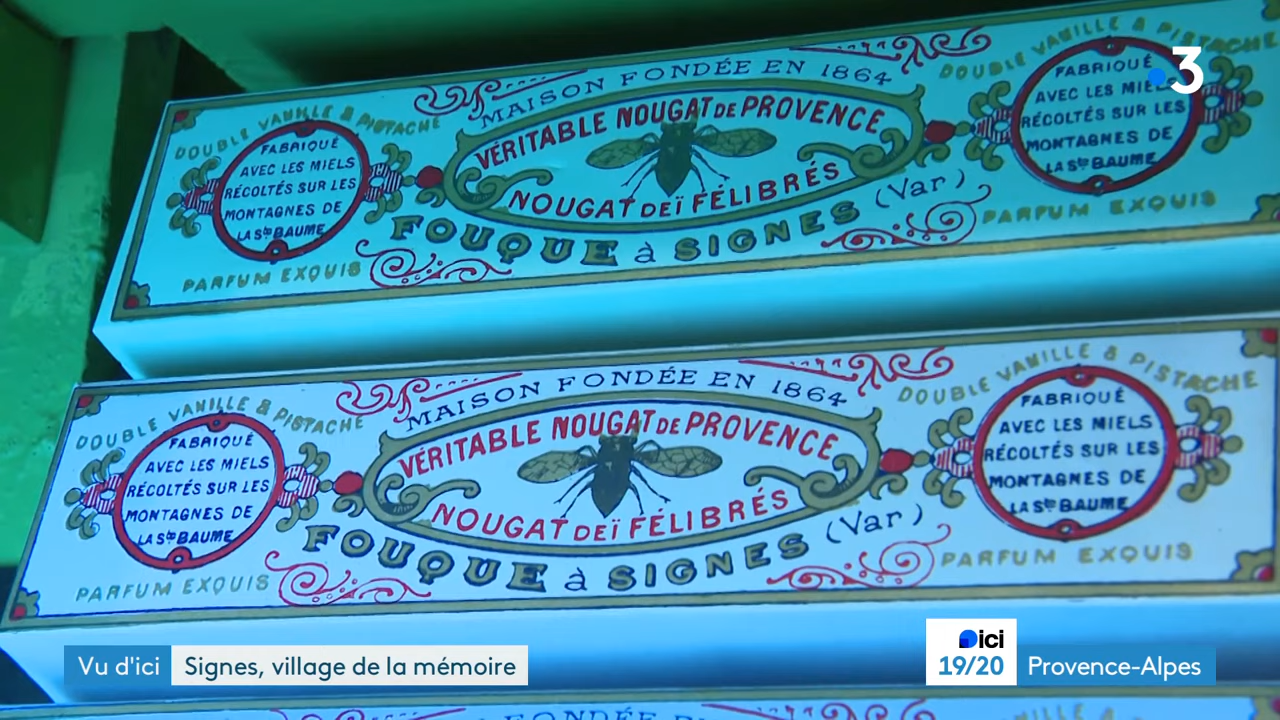 3
MAISON FONDÉE EN 1864
DOUBLE VANILLE & PISTACHE
VÉRITABLE NOUGAT DE PROVENCE
NOUGAT DEÏ FÉLIBRÉS
FOUQUE à SIGNES (Var)
FABRIQUÉ
AVEC LES MIELS
RÉCOLTÉS SUR LES
MONTAGNES DE
LA Ste BAUME
PARFUM EXQUIS
DOUBLE VANILLE & PISTACHE
FABRIQUÉ
AVEC LES MIELS
RÉCOLTÉS SUR LES
MONTAGNES DE
LA Ste BAUME
PARFUM EXQUIS
MAISON FONDÉE EN 1864
DOUBLE VANILLE & PISTACHE
VÉRITABLE NOUGAT DE PROVENCE
NOUGAT DEÏ FÉLIBRÉS
FOUQUE à SIGNES (Var)
FABRIQUÉ
AVEC LES MIELS
RÉCOLTÉS SUR LES
MONTAGNES DE
LA Ste BAUME
PARFUM EXQUIS
DOUBLE VANILLE & PISTACHE
FABRIQUÉ
AVEC LES MIELS
RÉCOLTÉS SUR LES
MONTAGNES DE
LA Ste BAUME
PARFUM EXQUIS
Vu d'ici Signes, village de la mémoire
ici
19/20 Provence-Alpes